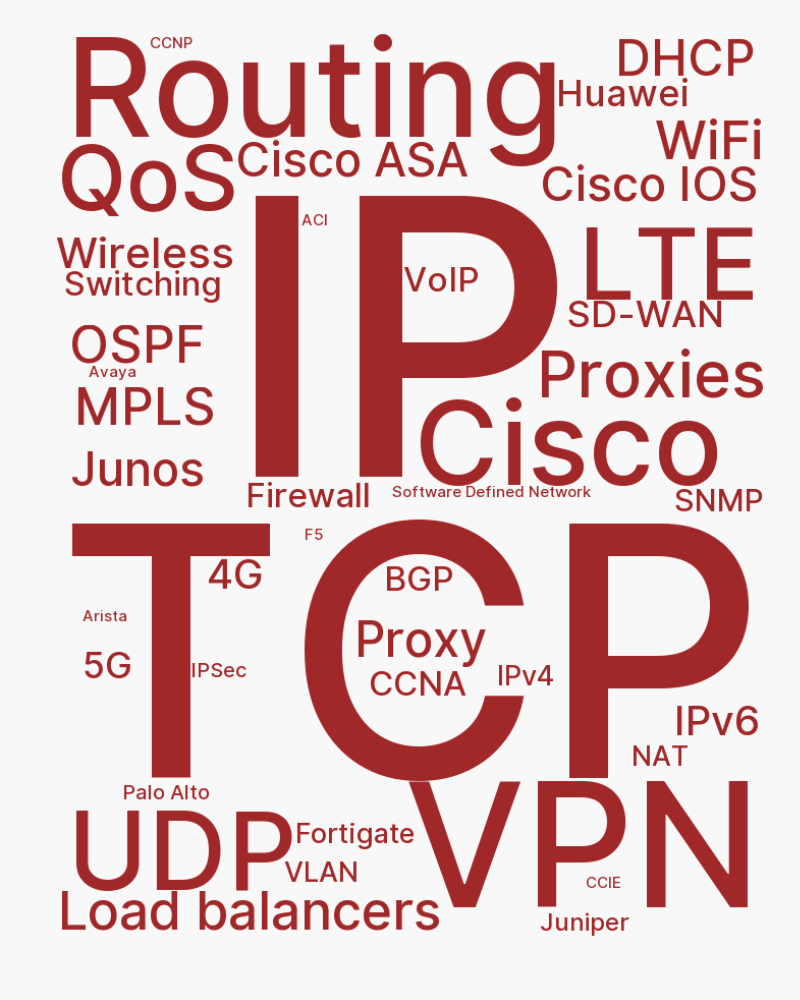 CCNP
Routing
DHCP
Huawei
WiFi
QoS
Cisco ASA
Cisco IOS
IP
ACI
Wireless
LTE
Switching
VoIP
SD-WAN
OSPF
Avaya
Proxies
MPLS
Cisco
Junos
Firewall
Software Defined Network
SNMP
TCP
F5
4G
BGP
Arista
Proxy
5G
IPSec
CCNA
IPv4
IPv6
NAT
Palo Alto
VPN
UDP
Fortigate
VLAN
CCIE
Load balancers
Juniper